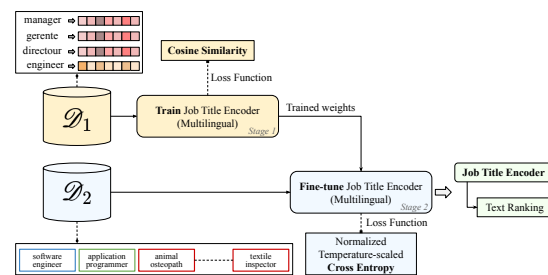 manager
gerente
directour
engineer
Cosine Similarity
Loss Function
𝒟1
Train Job Title Encoder
(Multilingual)
Stage 1
Trained weights
𝒟2
Fine-tune Job Title Encoder
(Multilingual)
Stage 2
Job Title Encoder
Text Ranking
Loss Function
Normalized
Temperature-scaled
Cross Entropy
software
engineer
application
programmer
animal
osteopath
textile
inspector